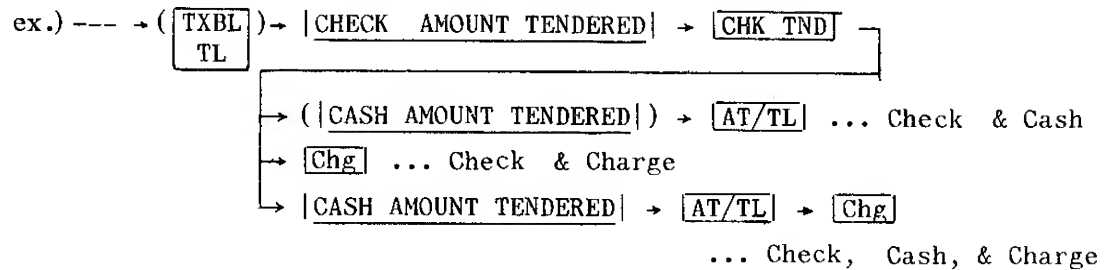 ex.) --- → ( TXBL TL ) → |CHECK AMOUNT TENDERED| → CHK TND
→ (|CASH AMOUNT TENDERED|) → AT/TL ... Check & Cash
→ Chg ... Check & Charge
→ |CASH AMOUNT TENDERED| → AT/TL → Chg
... Check, Cash, & Charge